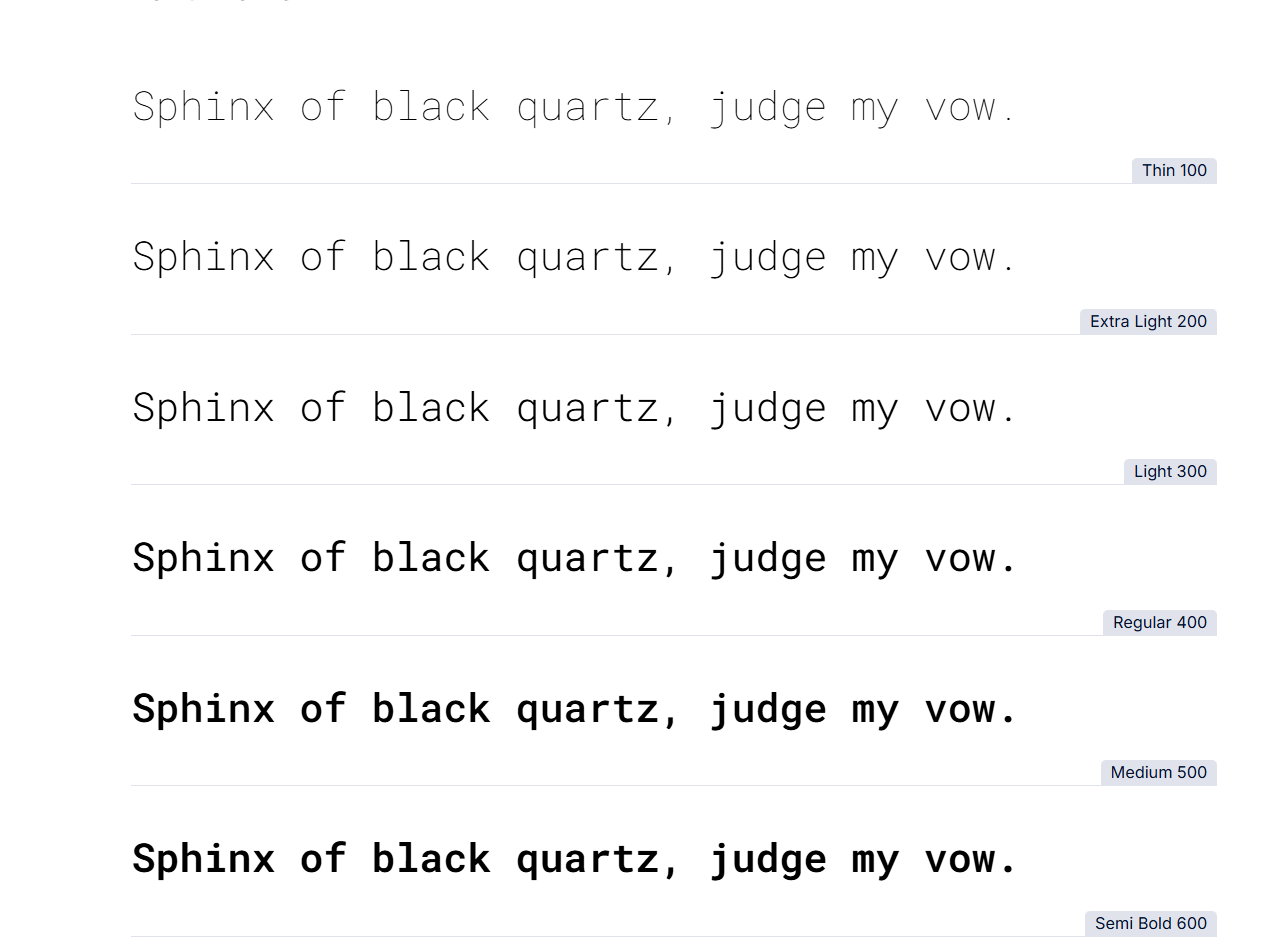 Sphinx of black quartz, judge my vow.
Thin 100
Sphinx of black quartz, judge my vow.
Extra Light 200
Sphinx of black quartz, judge my vow.
Light 300
Sphinx of black quartz, judge my vow.
Regular 400
Sphinx of black quartz, judge my vow.
Medium 500
Sphinx of black quartz, judge my vow.
Semi Bold 600